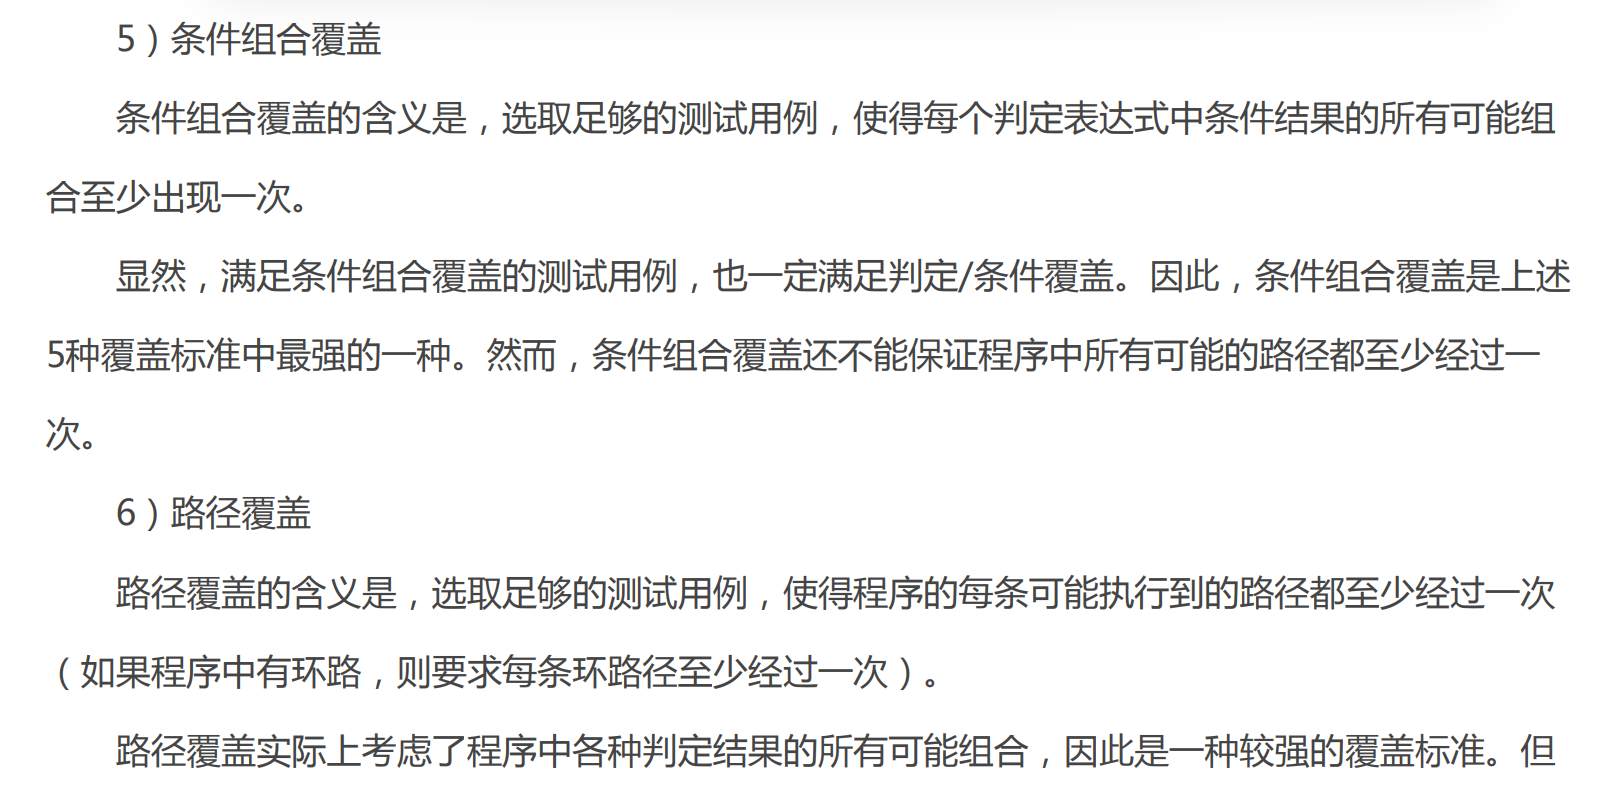 5）条件组合覆盖
条件组合覆盖的含义是，选取足够的测试用例，使得每个判定表达式中条件结果的所有可能组
合至少出现一次。
显然，满足条件组合覆盖的测试用例，也一定满足判定/条件覆盖。因此，条件组合覆盖是上述
5种覆盖标准中最强的一种。然而，条件组合覆盖还不能保证程序中所有可能的路径都至少经过一
次。
6）路径覆盖
路径覆盖的含义是，选取足够的测试用例，使得程序的每条可能执行到的路径都至少经过一次
（如果程序中有环路，则要求每条环路径至少经过一次）。
路径覆盖实际上考虑了程序中各种判定结果的所有可能组合，因此是一种较强的覆盖标准。但